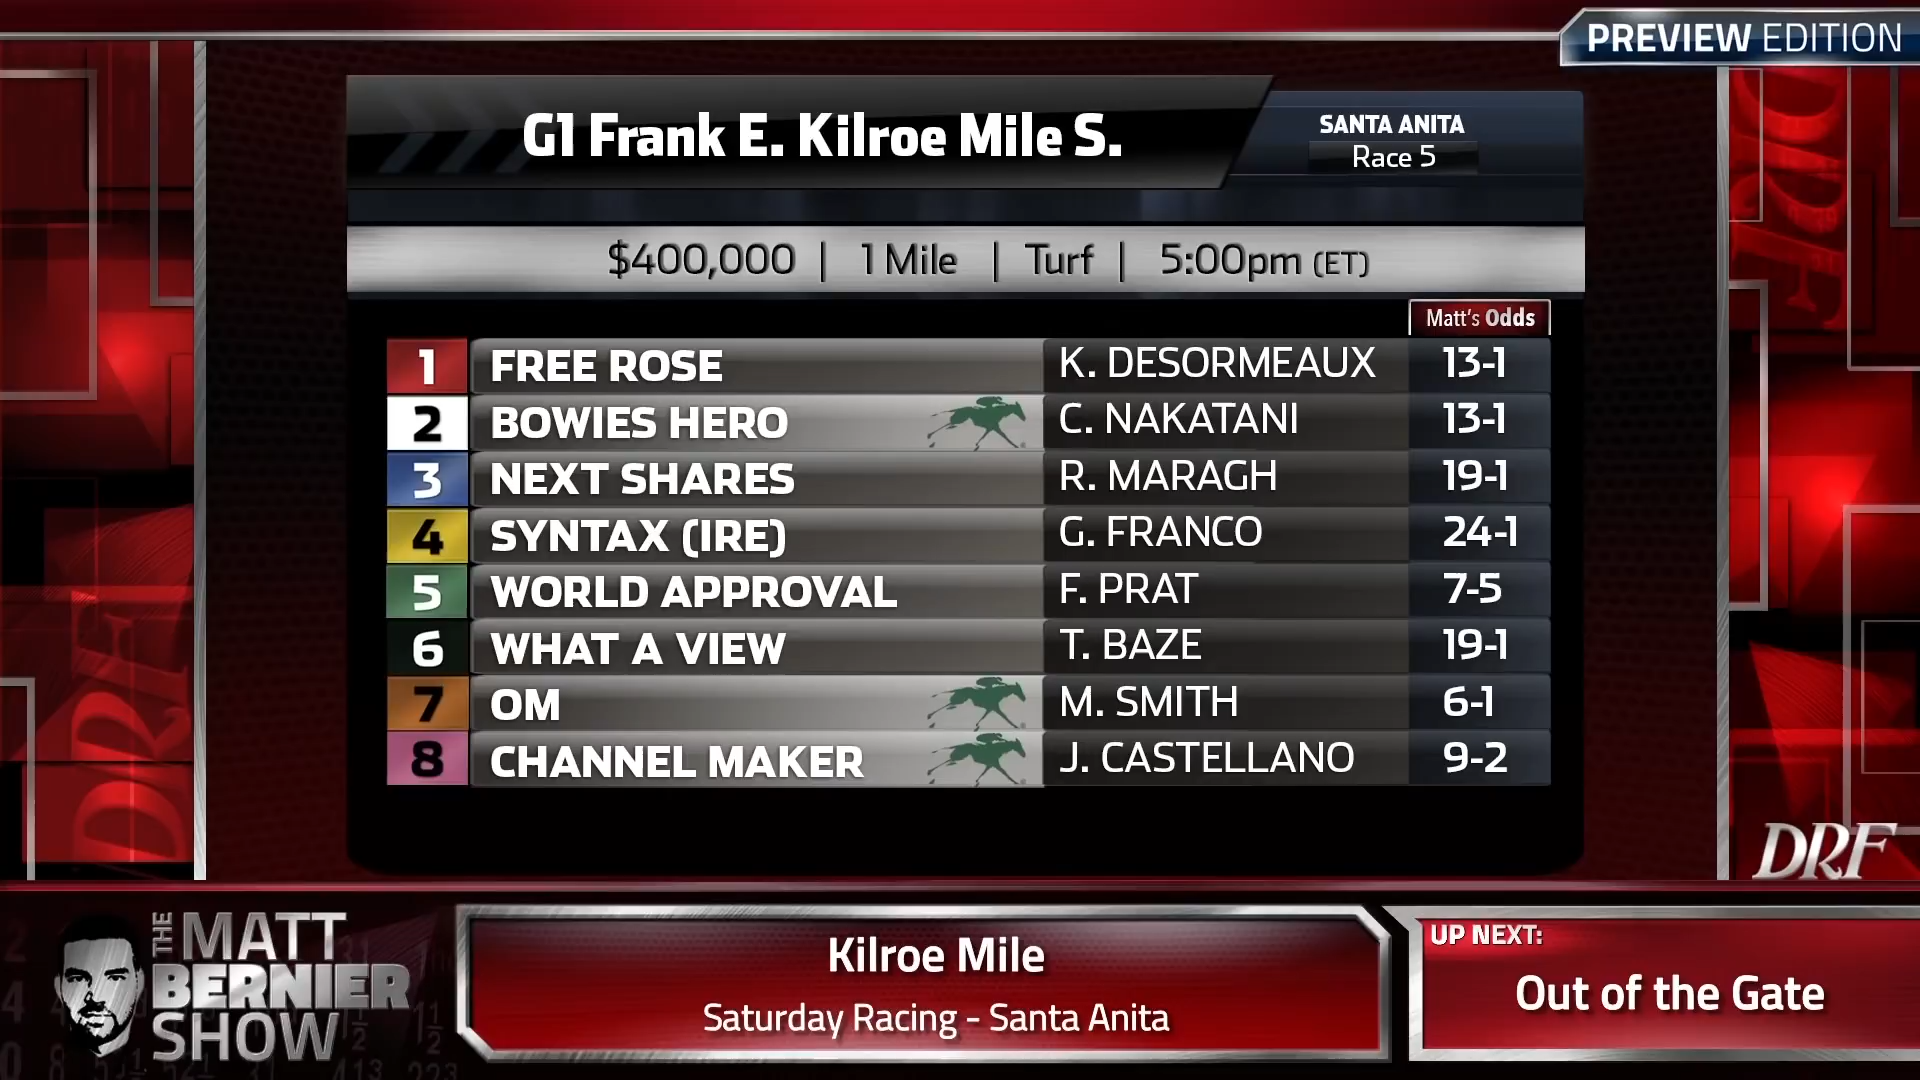 PREVIEW EDITION
G1 Frank E. Kilroe Mile S.
SANTA ANITA
Race 5
$400,000 | 1 Mile | Turf | 5:00pm (ET)
Matt's Odds
1 FREE ROSE K. DESORMEAUX 13-1
2 BOWIES HERO C. NAKATANI 13-1
3 NEXT SHARES R. MARAGH 19-1
4 SYNTAX (IRE) G. FRANCO 24-1
5 WORLD APPROVAL F. PRAT 7-5
6 WHAT A VIEW T. BAZE 19-1
7 OM M. SMITH 6-1
8 CHANNEL MAKER J. CASTELLANO 9-2
DRF
THE MATT
BERNIER
SHOW
Kilroe Mile
Saturday Racing - Santa Anita
UP NEXT:
Out of the Gate